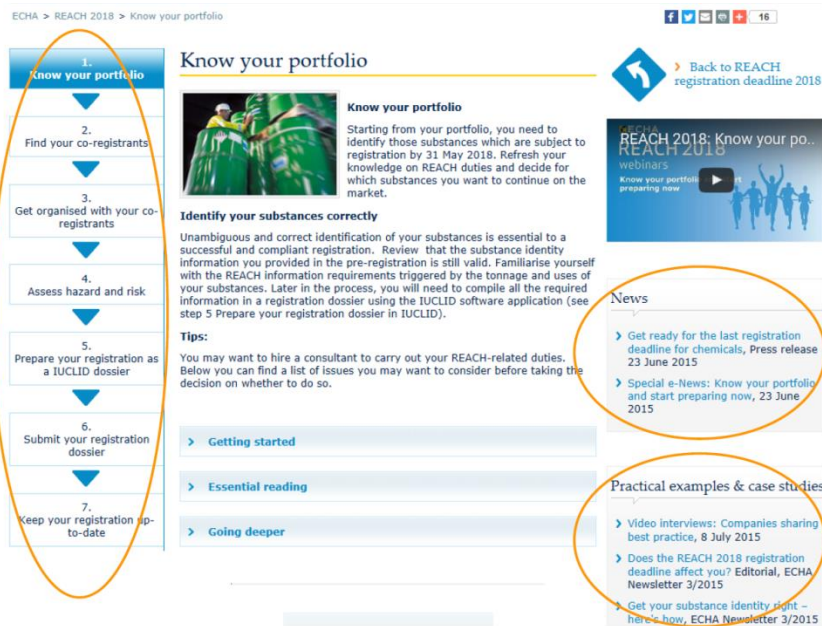 ECHA > REACH 2018 > Know your portfolio
16
1.
Know your portfolio
2.
Find your co-registrants
3.
Get organised with your co-
registrants
4.
Assess hazard and risk
5.
Prepare your registration as
a IUCLID dossier
6.
Submit your registration
dossier
7.
Keep your registration up-
to-date
Know your portfolio
Know your portfolio
Starting from your portfolio, you need to
identify those substances which are subject to
registration by 31 May 2018. Refresh your
knowledge on REACH duties and decide for
which substances you want to continue on the
market.
Identify your substances correctly
Unambiguous and correct identification of your substances is essential to a
successful and compliant registration. Review that the substance identity
information you provided in the pre-registration is still valid. Familiarise yourself
with the REACH information requirements triggered by the tonnage and uses of
your substances. Later in the process, you will need to compile all the required
information in a registration dossier using the IUCLID software application (see
step 5 Prepare your registration dossier in IUCLID).
Tips:
You may want to hire a consultant to carry out your REACH-related duties.
Below you can find a list of issues you may want to consider before taking the
decision on whether to do so.
> Getting started
> Essential reading
> Going deeper
> Back to REACH
registration deadline 2018
REACH 2018: Know your po..
ECHA
REACH 2018
webinars
Know your portfolio
preparing now
News
> Get ready for the last registration
deadline for chemicals, Press release
23 June 2015
> Special e-News: Know your portfolio
and start preparing now, 23 June
2015
Practical examples & case studies
> Video interviews: Companies sharing
best practice, 8 July 2015
> Does the REACH 2018 registration
deadline affect you? Editorial, ECHA
Newsletter 3/2015
> Get your substance identity right –
here's how, ECHA Newsletter 3/2015